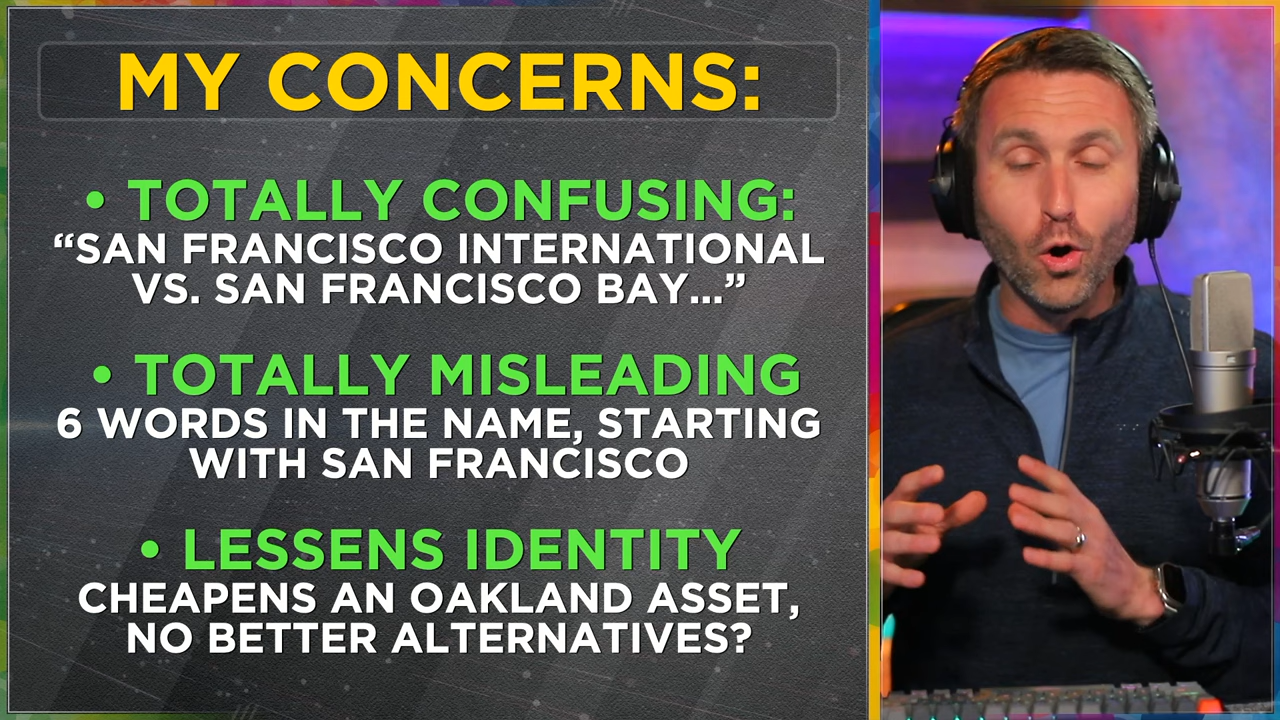 MY CONCERNS:
• TOTALLY CONFUSING:
“SAN FRANCISCO INTERNATIONAL
VS. SAN FRANCISCO BAY...”
• TOTALLY MISLEADING
6 WORDS IN THE NAME, STARTING
WITH SAN FRANCISCO
• LESSENS IDENTITY
CHEAPENS AN OAKLAND ASSET,
NO BETTER ALTERNATIVES?